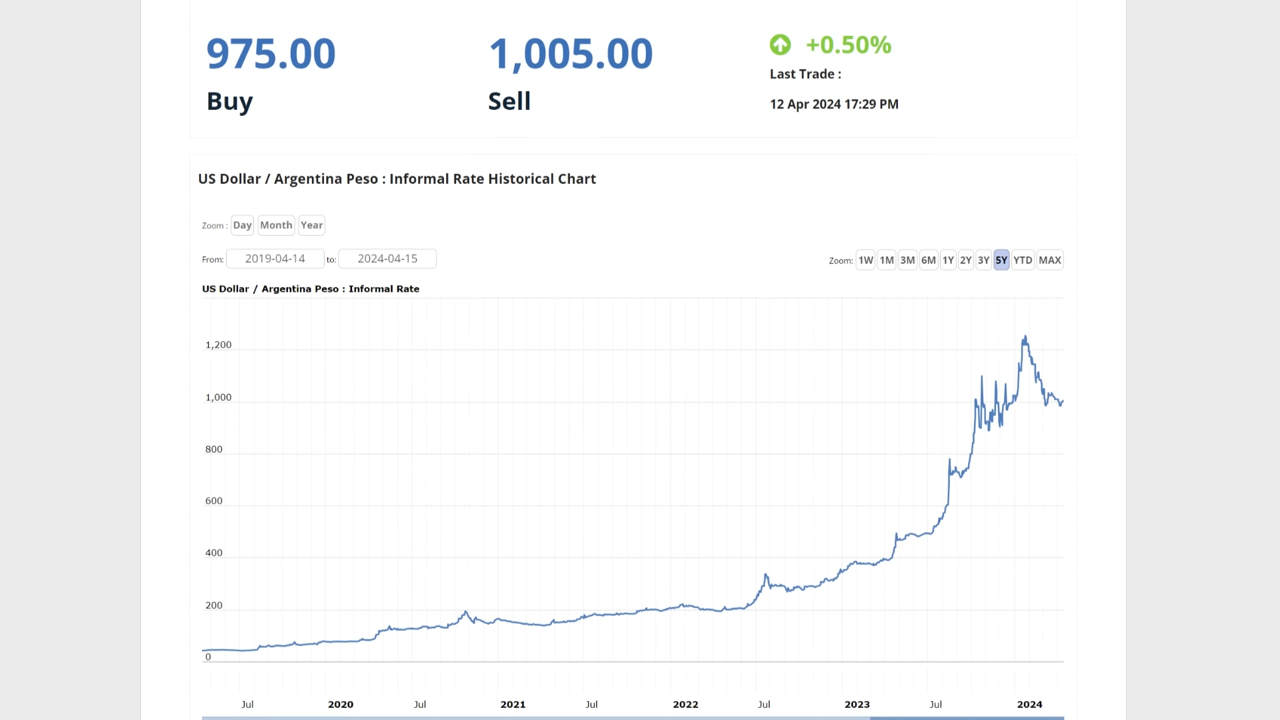 975.00
1,005.00
+0.50%
Buy
Sell
Last Trade :
12 Apr 2024 17:29 PM
US Dollar / Argentina Peso : Informal Rate Historical Chart
Zoom : Day Month Year
From: 2019-04-14 to: 2024-04-15
Zoom: 1W 1M 3M 6M 1Y 2Y 3Y 5Y YTD MAX
US Dollar / Argentina Peso : Informal Rate
1,200
1,000
800
600
400
200
0
Jul 2020 Jul 2021 Jul 2022 Jul 2023 Jul 2024